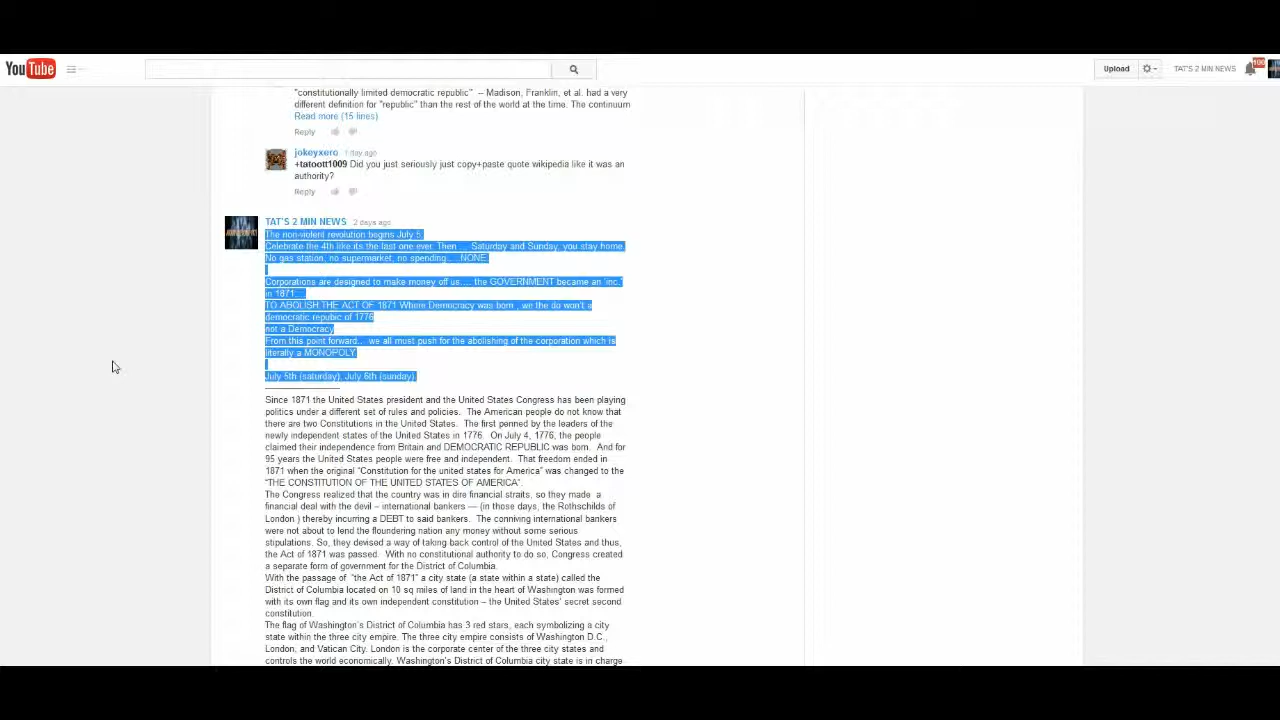 YouTube
Upload
TAT'S 2 MIN NEWS
"constitutionally limited democratic republic" -- Madison, Franklin, et al. had a very
different definition for "republic" than the rest of the world at the time. The continuum
Read more (15 lines)
Reply
jokeyxero 1 day ago
+tatoott1009 Did you just seriously just copy+paste quote wikipedia like it was an
authority?
Reply
TAT'S 2 MIN NEWS 2 days ago
The non-violent revolution begins July 5.
Celebrate the 4th like its the last one ever. Then .... Saturday and Sunday, you stay home.
No gas station, no supermarket, no spending.....NONE.
Corporations are designed to make money off us.... the GOVERNMENT became an 'inc.'
in 1871....
TO ABOLISH THE ACT OF 1871 Where Democracy was born , we the do won't a
democratic repubic of 1776
not a Democracy
From this point forward... we all must push for the abolishing of the corporation which is
literally a MONOPOLY.
July 5th (saturday), July 6th (sunday).
--------------------------
Since 1871 the United States president and the United States Congress has been playing
politics under a different set of rules and policies. The American people do not know that
there are two Constitutions in the United States. The first penned by the leaders of the
newly independent states of the United States in 1776. On July 4, 1776, the people
claimed their independence from Britain and DEMOCRATIC REPUBLIC was born. And for
95 years the United States people were free and independent. That freedom ended in
1871 when the original "Constitution for the united states for America" was changed to the
"THE CONSTITUTION OF THE UNITED STATES OF AMERICA".
The Congress realized that the country was in dire financial straits, so they made a
financial deal with the devil – international bankers — (in those days, the Rothschilds of
London ) thereby incurring a DEBT to said bankers. The conniving international bankers
were not about to lend the floundering nation any money without some serious
stipulations. So, they devised a way of taking back control of the United States and thus,
the Act of 1871 was passed. With no constitutional authority to do so, Congress created
a separate form of government for the District of Columbia.
With the passage of "the Act of 1871" a city state (a state within a state) called the
District of Columbia located on 10 sq miles of land in the heart of Washington was formed
with its own flag and its own independent constitution – the United States' secret second
constitution.
The flag of Washington's District of Columbia has 3 red stars, each symbolizing a city
state within the three city empire. The three city empire consists of Washington D.C.,
London, and Vatican City. London is the corporate center of the three city states and
controls the world economically. Washington's District of Columbia city state is in charge